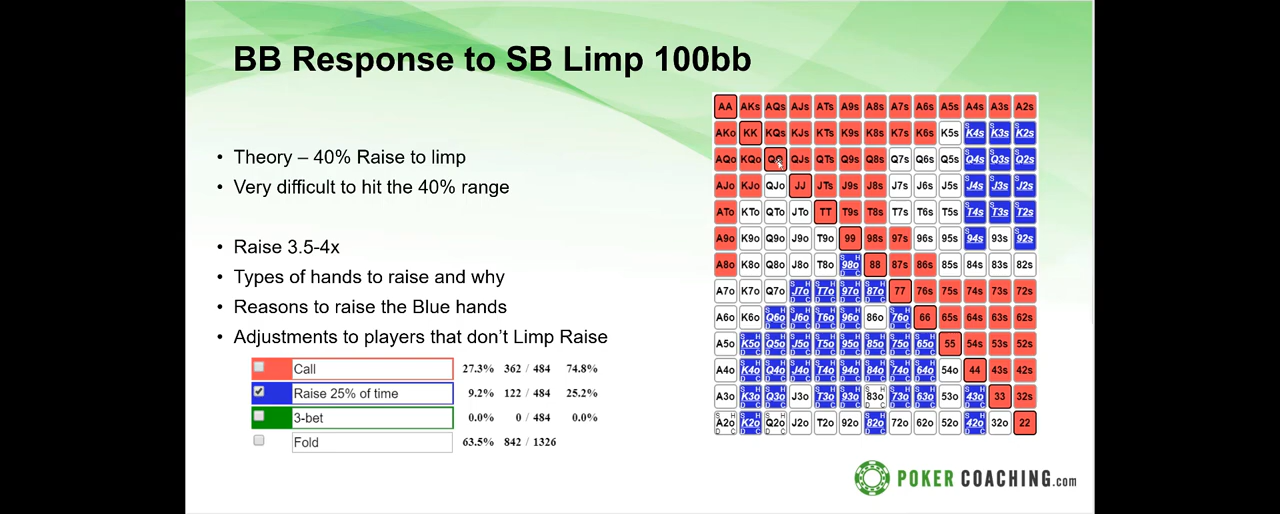 BB Response to SB Limp 100bb
Theory – 40% Raise to limp
Very difficult to hit the 40% range
Raise 3.5-4x
Types of hands to raise and why
Reasons to raise the Blue hands
Adjustments to players that don't Limp Raise
Call 27.3% 362 / 484 74.8%
Raise 25% of time 9.2% 122 / 484 25.2%
3-bet 0.0% 0 / 484 0.0%
Fold 63.5% 842 / 1326
AA AKs AQs AJs ATs A9s A8s A7s A6s A5s A4s A3s A2s
AKo KK KQs KJs KTs K9s K8s K7s K6s K5s K4s K3s K2s
AQo KQo QJs QTs Q9s Q8s Q7s Q6s Q5s Q4s Q3s Q2s
AJo KJo QJo JJ JTs J9s J8s J7s J6s J5s J4s J3s J2s
ATo KTo QTo JTo TT T9s T8s T7s T6s T5s T4s T3s T2s
A9o K9o Q9o J9o T9o 99 98s 97s 96s 95s 94s 93s 92s
A8o K8o Q8o J8o T8o 98o 88 87s 86s 85s 84s 83s 82s
A7o K7o Q7o J7o T7o 97o 87o 77 76s 75s 74s 73s 72s
A6o K6o Q6o J6o T6o 96o 86o 76o 66 65s 64s 63s 62s
A5o K5o Q5o J5o T5o 95o 85o 75o 65o 55 54s 53s 52s
A4o K4o Q4o J4o T4o 94o 84o 74o 64o 54o 44 43s 42s
A3o K3o Q3o J3o T3o 93o 83o 73o 63o 53o 43o 33 32s
A2o K2o Q2o J2o T2o 92o 82o 72o 62o 52o 42o 32o 22
POKER COACHING.com